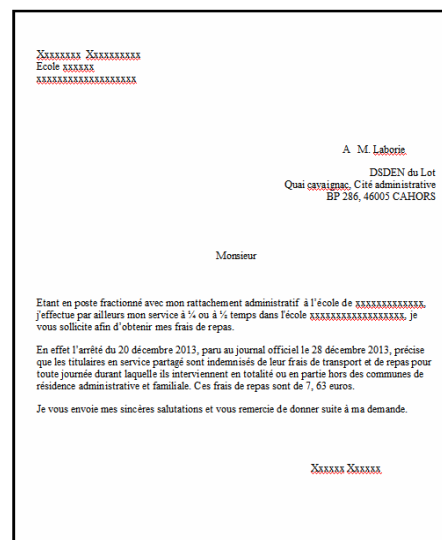 Xxxxxxx Xxxxxxxxx
Ecole xxxxxx
xxxxxxxxxxxxxxxxxxx
A M. Laborie
DSDEN du Lot
Quai cavaignac, Cité administrative
BP 286, 46005 CAHORS
Monsieur
Etant en poste fractionné avec mon rattachement administratif à l'école de xxxxxxxxxxxxx,
j'effectue par ailleurs mon service à ¼ ou à ½ temps dans l'école xxxxxxxxxxxxxxxxxx, je
vous sollicite afin d'obtenir mes frais de repas.
En effet l'arrêté du 20 décembre 2013, paru au journal officiel le 28 décembre 2013, précise
que les titulaires en service partagé sont indemnisés de leur frais de transport et de repas pour
toute journée durant laquelle ils interviennent en totalité ou en partie hors des communes de
résidence administrative et familiale. Ces frais de repas sont de 7, 63 euros.
Je vous envoie mes sincères salutations et vous remercie de donner suite à ma demande.
Xxxxxx Xxxxxx